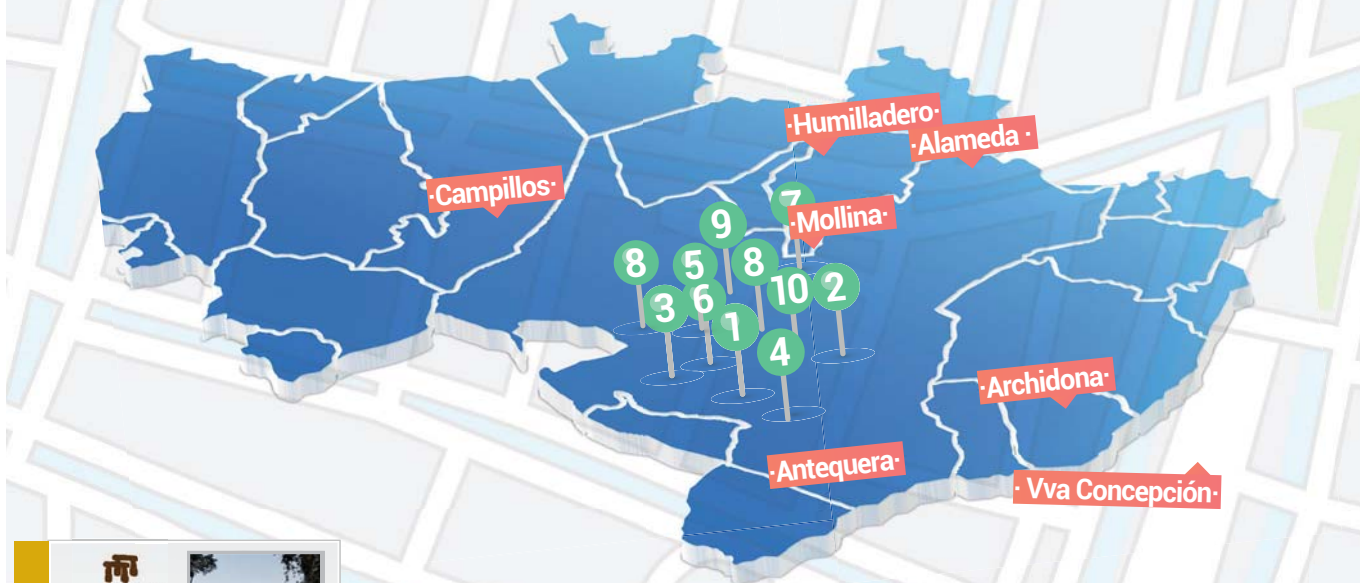 ·Humilladero·
·Alameda ·
·Campillos·
7
·Mollina·
9
8
5
8
10
2
3
6
1
4
·Archidona·
·Antequera·
· Vva Concepción·